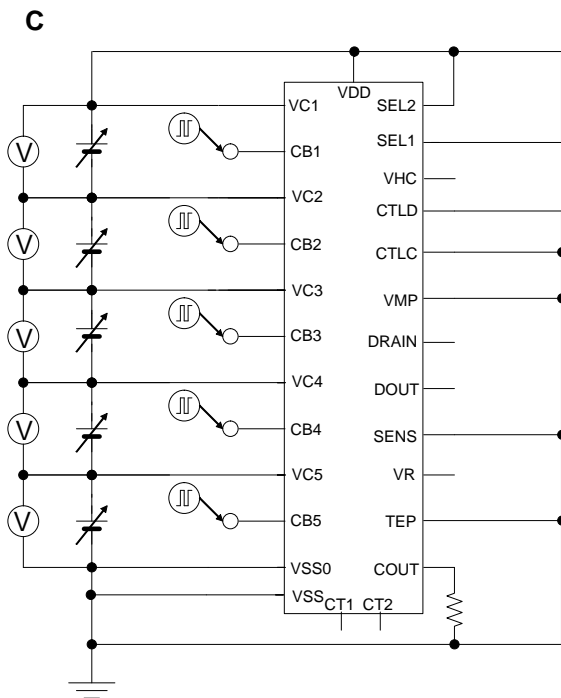 C
VDD
VC1
SEL2
V
CB1
SEL1
VHC
VC2
CTLD
V
CB2
CTLC
VC3
VMP
V
CB3
DRAIN
VC4
DOUT
V
CB4
SENS
VC5
VR
V
CB5
TEP
VSS0
COUT
VSS
CT1 CT2